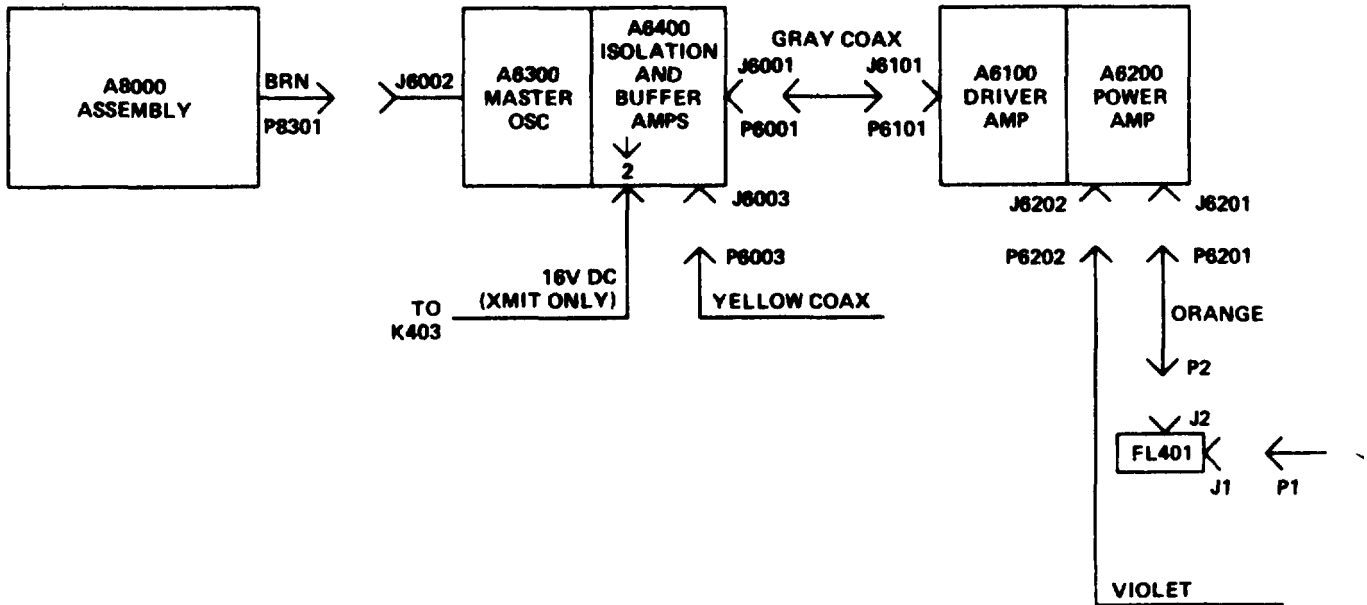 A8000
ASSEMBLY
BRN
P8301
J6002
A6300
MASTER
OSC
A6400
ISOLATION
AND
BUFFER
AMPS
2
GRAY COAX
J6001
J6101
P6001
P6101
A6100
DRIVER
AMP
A6200
POWER
AMP
J6003
P6003
16V DC
(XMIT ONLY)
TO
K403
YELLOW COAX
J6202
J6201
P6202
P6201
ORANGE
P2
J2
FL401
J1
P1
VIOLET